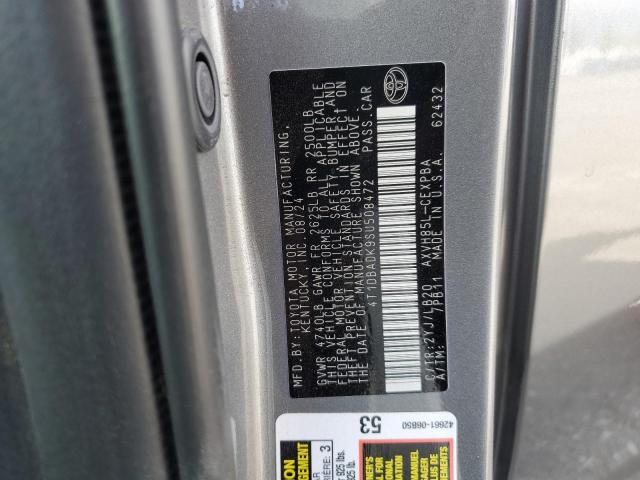 MFD.BY: TOYOTA MOTOR MANUFACTURING,
KENTUCKY, INC 08/24
GVWR 4740LB GAWR FR 2625LB RR 2500LB
THIS VEHICLE CONFORMS TO ALL APPLICABLE
FEDERAL MOTOR VEHICLE SAFETY, BUMPER, AND
THEFT PREVENTION STANDARDS IN EFFECT ON
THE DATE OF MANUFACTURE SHOWN ABOVE.
4T1DBADK9SU508472 PASS.CAR
C/TR: 2YJ/LB20 AXVH85L-CEXPBA
A/TM: 7PB11 MADE IN U.S.A. 62432
53
42661-06B50